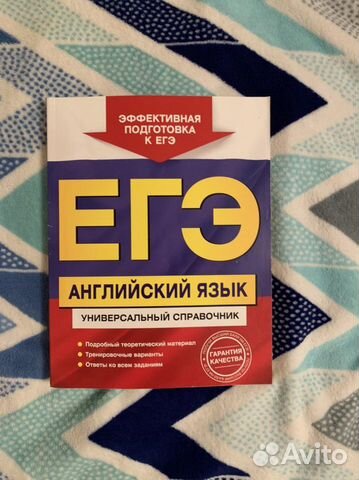 ЭФФЕКТИВНАЯ
ПОДГОТОВКА
К ЕГЭ
ЕГЭ
АНГЛИЙСКИЙ ЯЗЫК
УНИВЕРСАЛЬНЫЙ СПРАВОЧНИК
Подробный теоретический материал
Тренировочные варианты
Ответы ко всем заданиям
ГАРАНТИЯ
КАЧЕСТВА
Avito